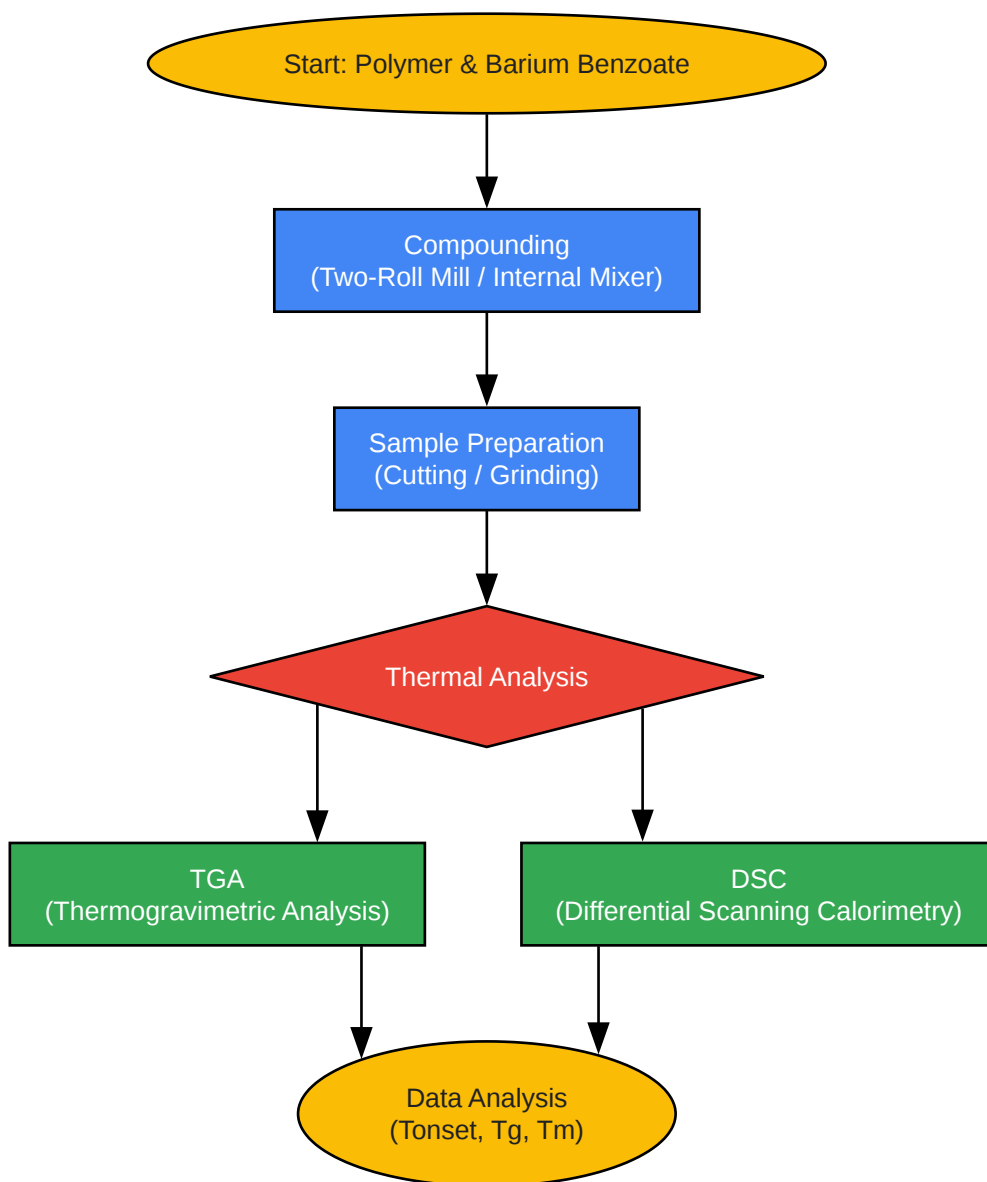 Start: Polymer & Barium Benzoate
Compounding
(Two-Roll Mill / Internal Mixer)
Sample Preparation
(Cutting / Grinding)
Thermal Analysis
TGA
(Thermogravimetric Analysis)
DSC
(Differential Scanning Calorimetry)
Data Analysis
(Tonset, Tg, Tm)